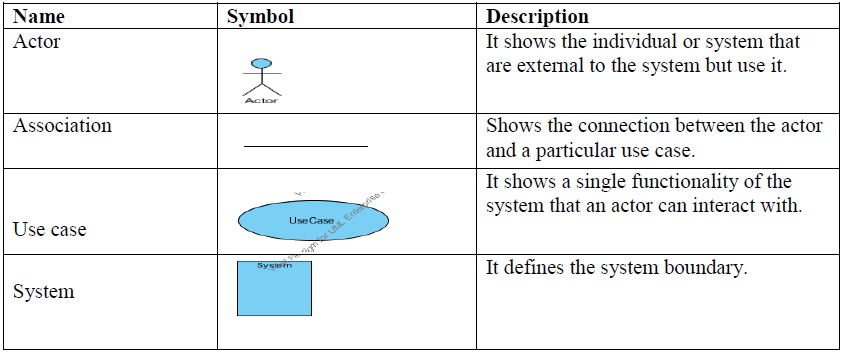 Name Symbol Description
Actor
It shows the individual or system that
are external to the system but use it.
Actor
Association
Shows the connection between the actor
and a particular use case.
Use case
UseCase
for UML Enterprise
It shows a single functionality of the
system that an actor can interact with.
System
System
It defines the system boundary.